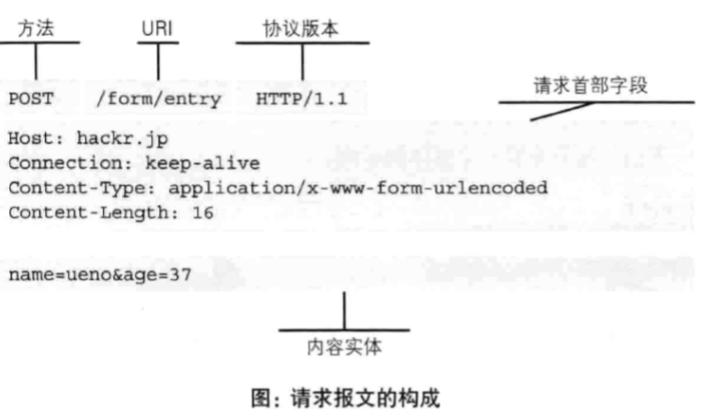 方法 URI 协议版本
请求首部字段
POST /form/entry HTTP/1.1
Host: hackr.jp
Connection: keep-alive
Content-Type: application/x-www-form-urlencoded
Content-Length: 16
name=ueno&age=37
内容实体
图：请求报文的构成